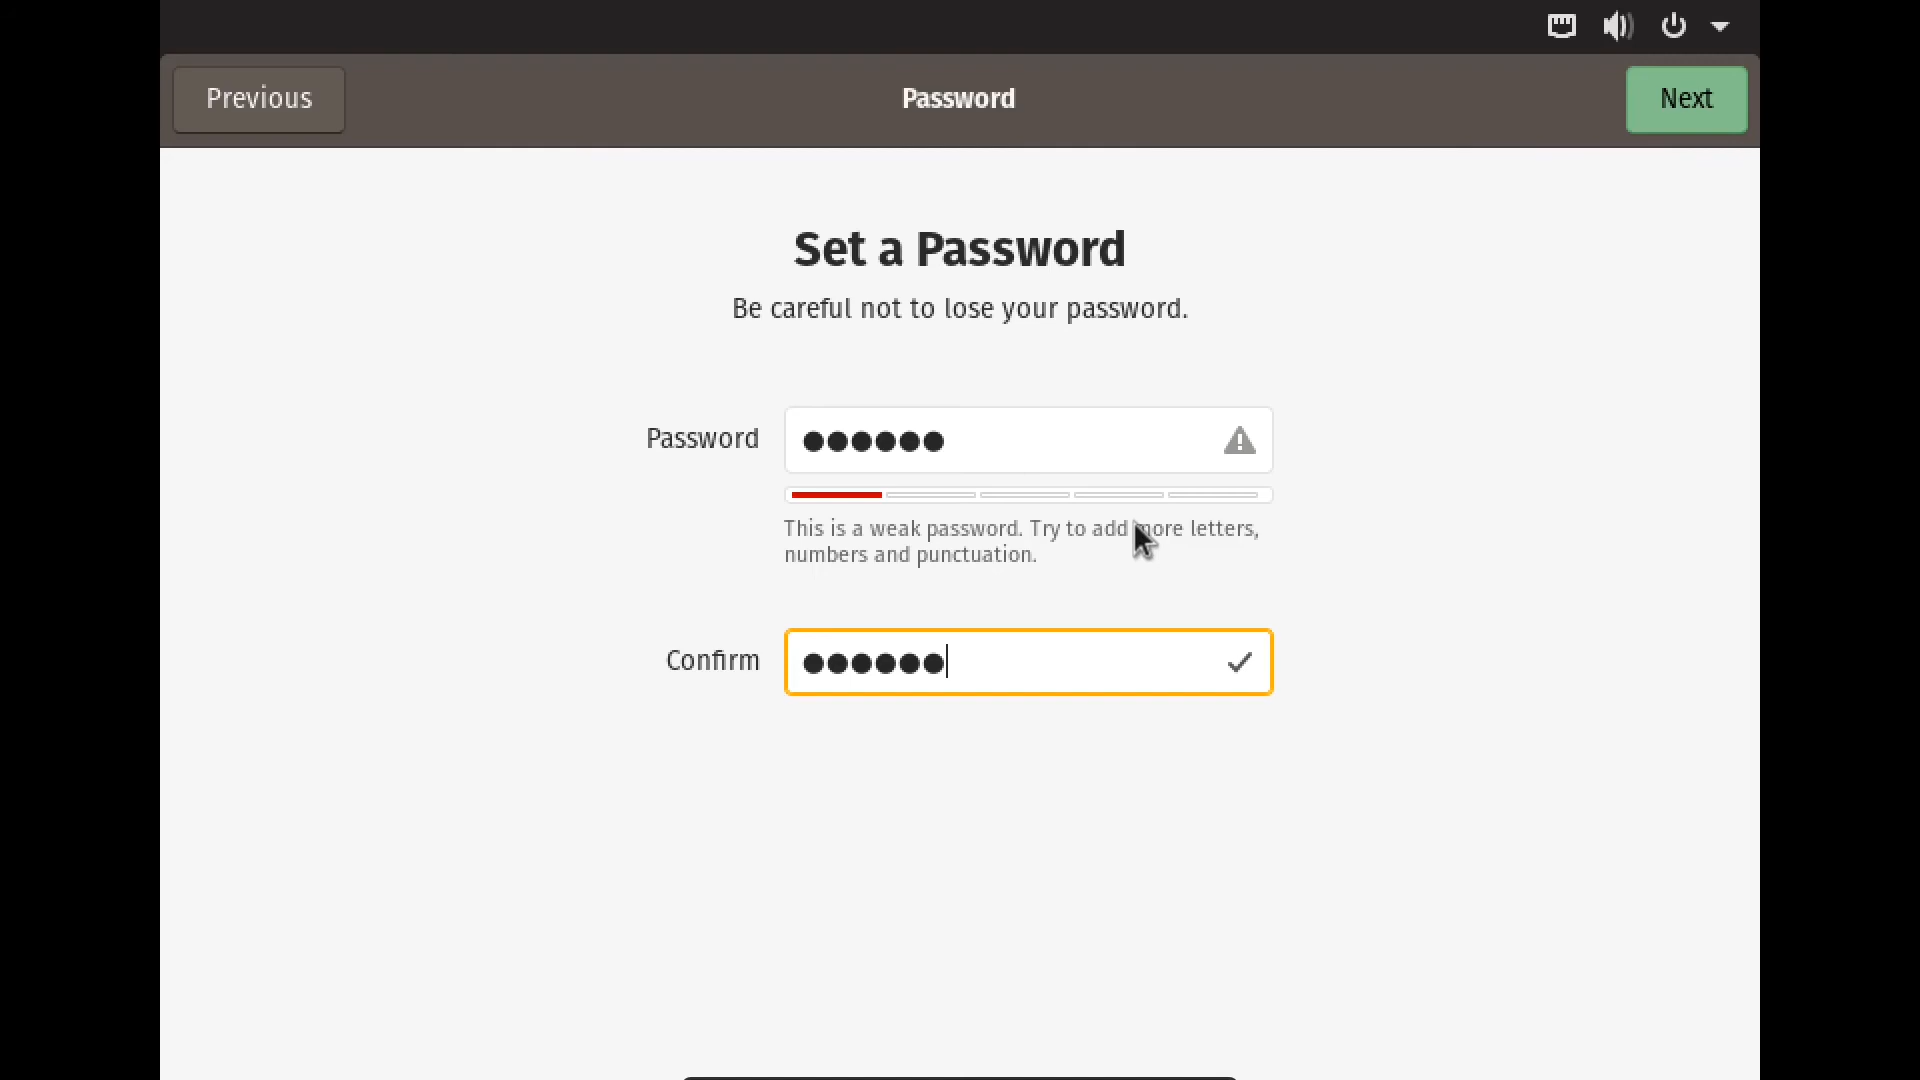 Previous
Password
Next
Set a Password
Be careful not to lose your password.
Password
●●●●●●
This is a weak password. Try to add more letters,
numbers and punctuation.
Confirm
●●●●●●